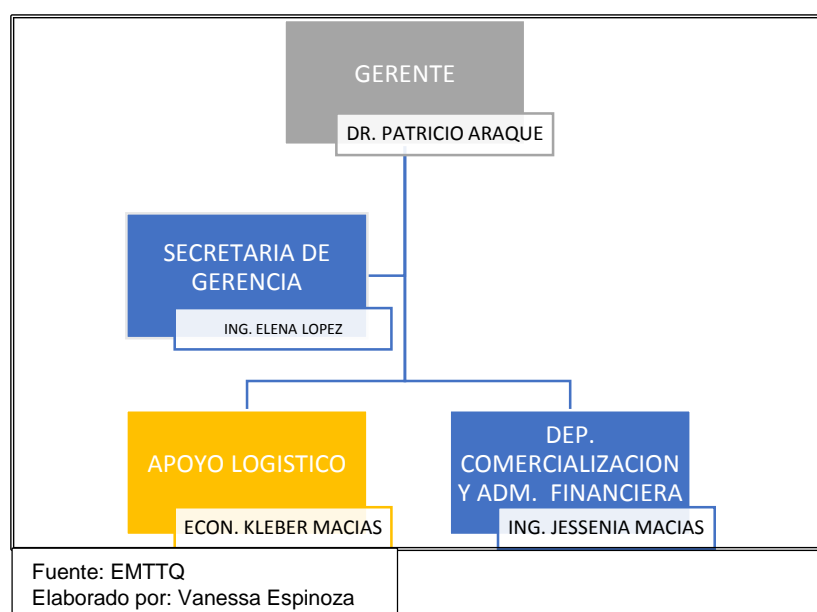 GERENTE
DR. PATRICIO ARAQUE
SECRETARIA DE
GERENCIA
ING. ELENA LOPEZ
APOYO LOGISTICO
ECON. KLEBER MACIAS
DEP.
COMERCIALIZACION
Y ADM. FINANCIERA
ING. JESSENIA MACIAS
Fuente: EMTTQ
Elaborado por: Vanessa Espinoza